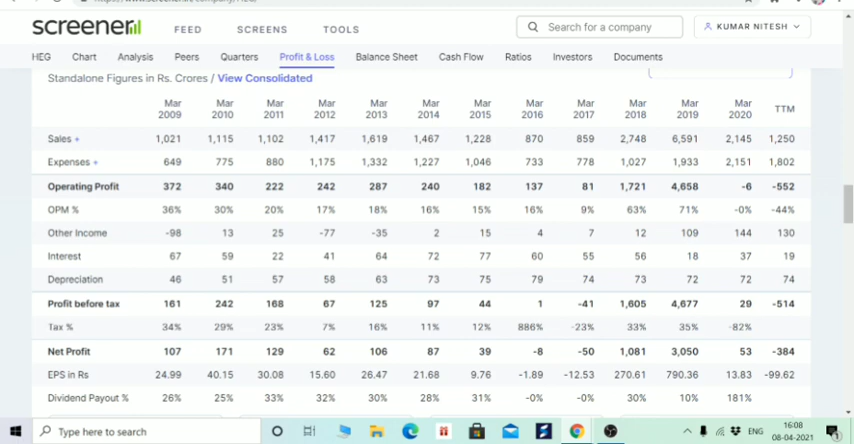 screener
FEED SCREENS TOOLS
Search for a company
KUMAR NITESH
HEG Chart Analysis Peers Quarters Profit & Loss Balance Sheet Cash Flow Ratios Investors Documents
Standalone Figures in Rs. Crores / View Consolidated
Mar 2009 Mar 2010 Mar 2011 Mar 2012 Mar 2013 Mar 2014 Mar 2015 Mar 2016 Mar 2017 Mar 2018 Mar 2019 Mar 2020 TTM
Sales + 1,021 1,115 1,102 1,417 1,619 1,467 1,228 870 859 2,748 6,591 2,145 1,250
Expenses + 649 775 880 1,175 1,332 1,227 1,046 733 778 1,027 1,933 2,151 1,802
Operating Profit 372 340 222 242 287 240 182 137 81 1,721 4,658 -6 -552
OPM % 36% 30% 20% 17% 18% 16% 15% 16% 9% 63% 71% -0% -44%
Other Income -98 13 25 -77 -35 2 15 4 7 12 109 144 130
Interest 67 59 22 41 64 72 77 60 55 56 18 37 19
Depreciation 46 51 57 58 63 73 75 79 74 73 72 72 74
Profit before tax 161 242 168 67 125 97 44 1 -41 1,605 4,677 29 -514
Tax % 34% 29% 23% 7% 16% 11% 12% 886% -23% 33% 35% -82%
Net Profit 107 171 129 62 106 87 39 -8 -50 1,081 3,050 53 -384
EPS in Rs 24.99 40.15 30.08 15.60 26.47 21.68 9.76 -1.89 -12.53 270.61 790.36 13.83 -99.62
Dividend Payout % 26% 25% 33% 32% 30% 28% 31% -0% -0% 30% 10% 181%
Type here to search
ENG
16:08
08-04-2021